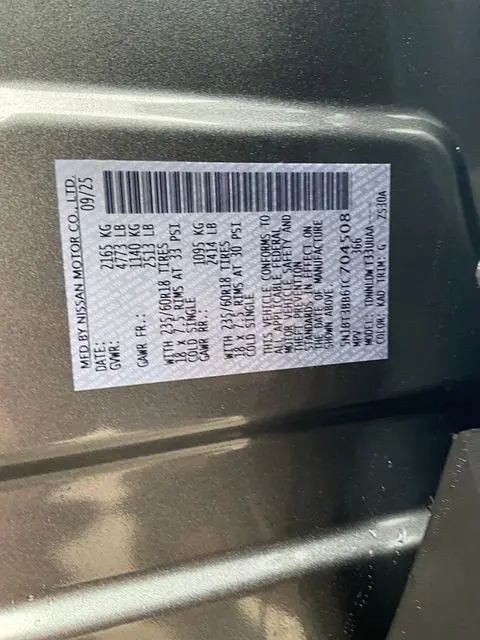 MFD BY NISSAN MOTOR CO., LTD.
DATE: 09/25
GVWR: 2165 KG
4773 LB
GAWR FR.: 1140 KG
2513 LB
WITH 235/60R18 TIRES
18 X 7.5 RIMS AT 33 PSI
COLD SINGLE
GAWR RR.: 1095 KG
2414 LB
WITH 235/60R18 TIRES
18 X 7.5 RIMS AT 30 PSI
COLD SINGLE
THIS VEHICLE CONFORMS TO
ALL APPLICABLE FEDERAL
MOTOR VEHICLE SAFETY AND
THEFT PREVENTION
STANDARDS IN EFFECT ON
THE DATE OF MANUFACTURE
SHOWN ABOVE.
MPV 366
COLOR: KAD TRIM: G Z530A